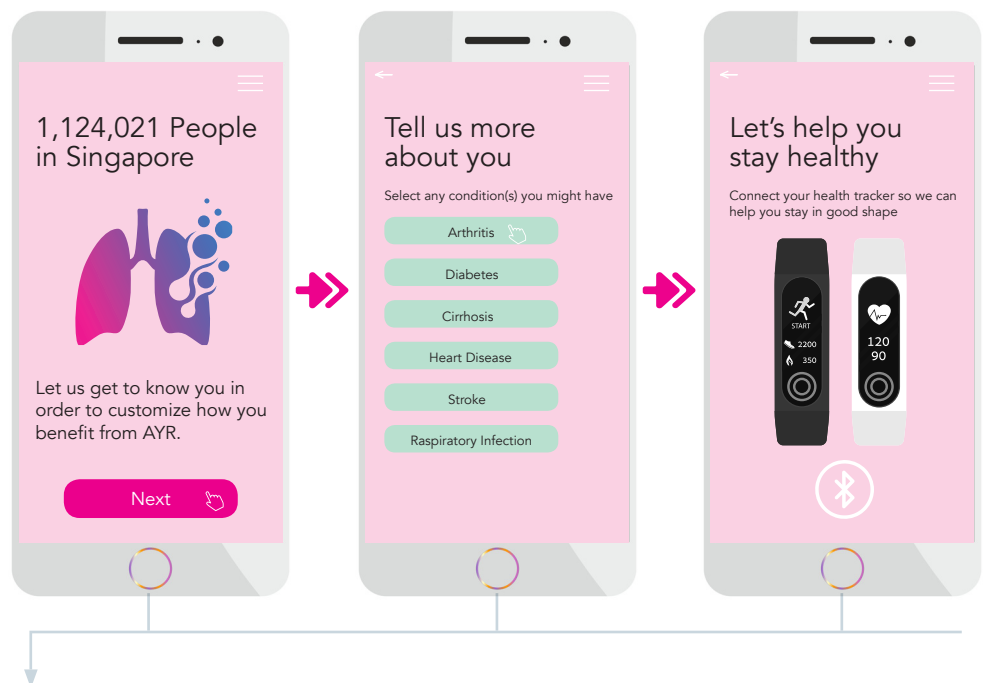 1,124,021 People
in Singapore
Let us get to know you in
order to customize how you
benefit from AYR.
Next
Tell us more
about you
Select any condition(s) you might have
Arthritis
Diabetes
Cirrhosis
Heart Disease
Stroke
Raspiratory Infection
Let’s help you
stay healthy
Connect your health tracker so we can
help you stay in good shape
START
2200
350
120
90